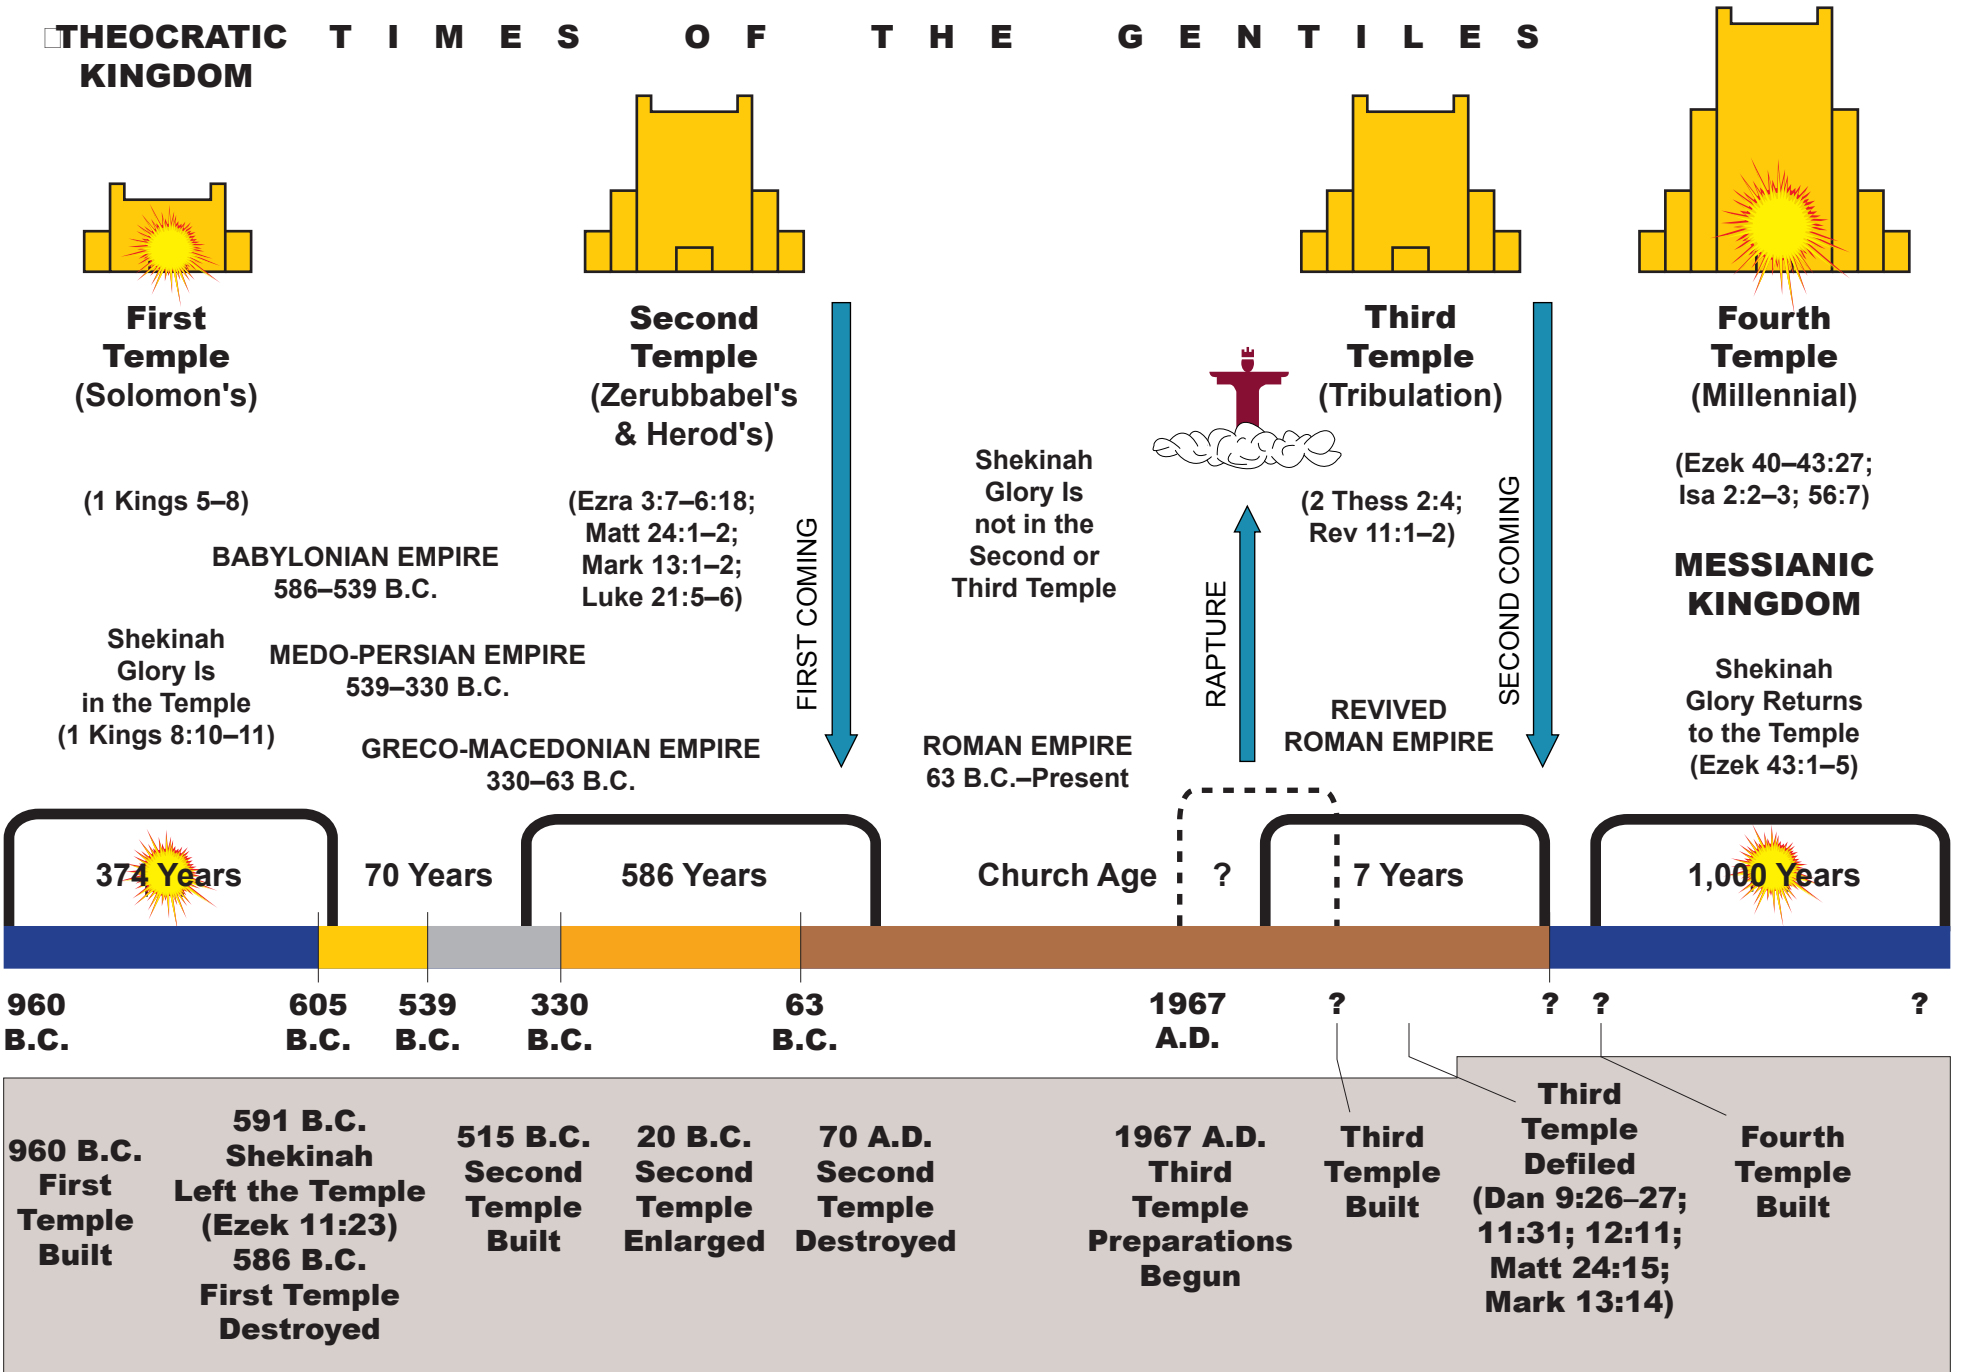 THEOCRATIC
KINGDOM
TIMES OF THE GENTILES
First
Temple
(Solomon's)
(1 Kings 5–8)
Shekinah
Glory Is
in the Temple
(1 Kings 8:10–11)
BABYLONIAN EMPIRE
586–539 B.C.
MEDO-PERSIAN EMPIRE
539–330 B.C.
GRECO-MACEDONIAN EMPIRE
330–63 B.C.
Second
Temple
(Zerubbabel's
& Herod's)
(Ezra 3:7–6:18;
Matt 24:1–2;
Mark 13:1–2;
Luke 21:5–6)
FIRST COMING
Shekinah
Glory Is
not in the
Second or
Third Temple
ROMAN EMPIRE
63 B.C.–Present
RAPTURE
Third
Temple
(Tribulation)
(2 Thess 2:4;
Rev 11:1–2)
REVIVED
ROMAN EMPIRE
SECOND COMING
Fourth
Temple
(Millennial)
(Ezek 40–43:27;
Isa 2:2–3; 56:7)
MESSIANIC
KINGDOM
Shekinah
Glory Returns
to the Temple
(Ezek 43:1–5)
374 Years
70 Years
586 Years
Church Age
?
7 Years
1,000 Years
960
B.C.
605
B.C.
539
B.C.
330
B.C.
63
B.C.
1967
A.D.
?
?
?
?
960 B.C.
First
Temple
Built
591 B.C.
Shekinah
Left the Temple
(Ezek 11:23)
586 B.C.
First Temple
Destroyed
515 B.C.
Second
Temple
Built
20 B.C.
Second
Temple
Enlarged
70 A.D.
Second
Temple
Destroyed
1967 A.D.
Third
Temple
Preparations
Begun
Third
Temple
Built
Third
Temple
Defiled
(Dan 9:26–27;
11:31; 12:11;
Matt 24:15;
Mark 13:14)
Fourth
Temple
Built